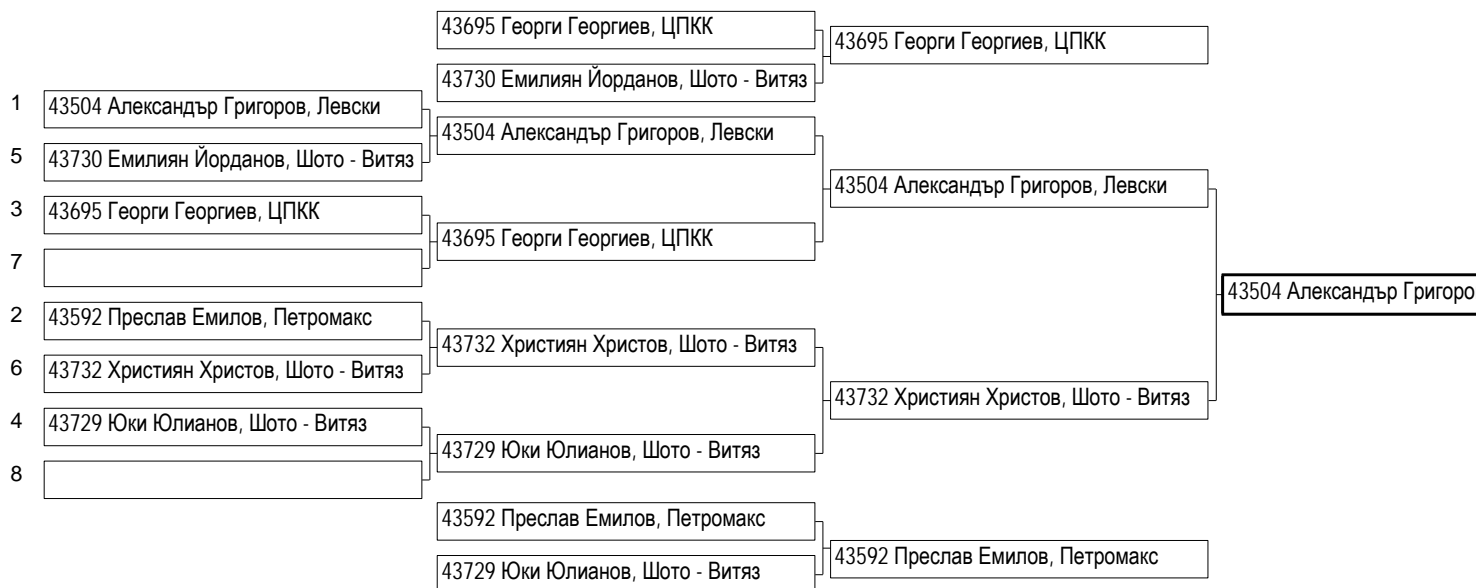 43695 Георги Георгиев, ЦПКК
43695 Георги Георгиев, ЦПКК
43730 Емилиян Йорданов, Шото - Витяз
1 43504 Александър Григоров, Левски
43504 Александър Григоров, Левски
5 43730 Емилиян Йорданов, Шото - Витяз
43504 Александър Григоров, Левски
3 43695 Георги Георгиев, ЦПКК
43695 Георги Георгиев, ЦПКК
7
43504 Александър Григоро
2 43592 Преслав Емилов, Петромакс
43732 Християн Христов, Шото - Витяз
6 43732 Християн Христов, Шото - Витяз
43732 Християн Христов, Шото - Витяз
4 43729 Юки Юлианов, Шото - Витяз
43729 Юки Юлианов, Шото - Витяз
8
43592 Преслав Емилов, Петромакс
43592 Преслав Емилов, Петромакс
43729 Юки Юлианов, Шото - Витяз